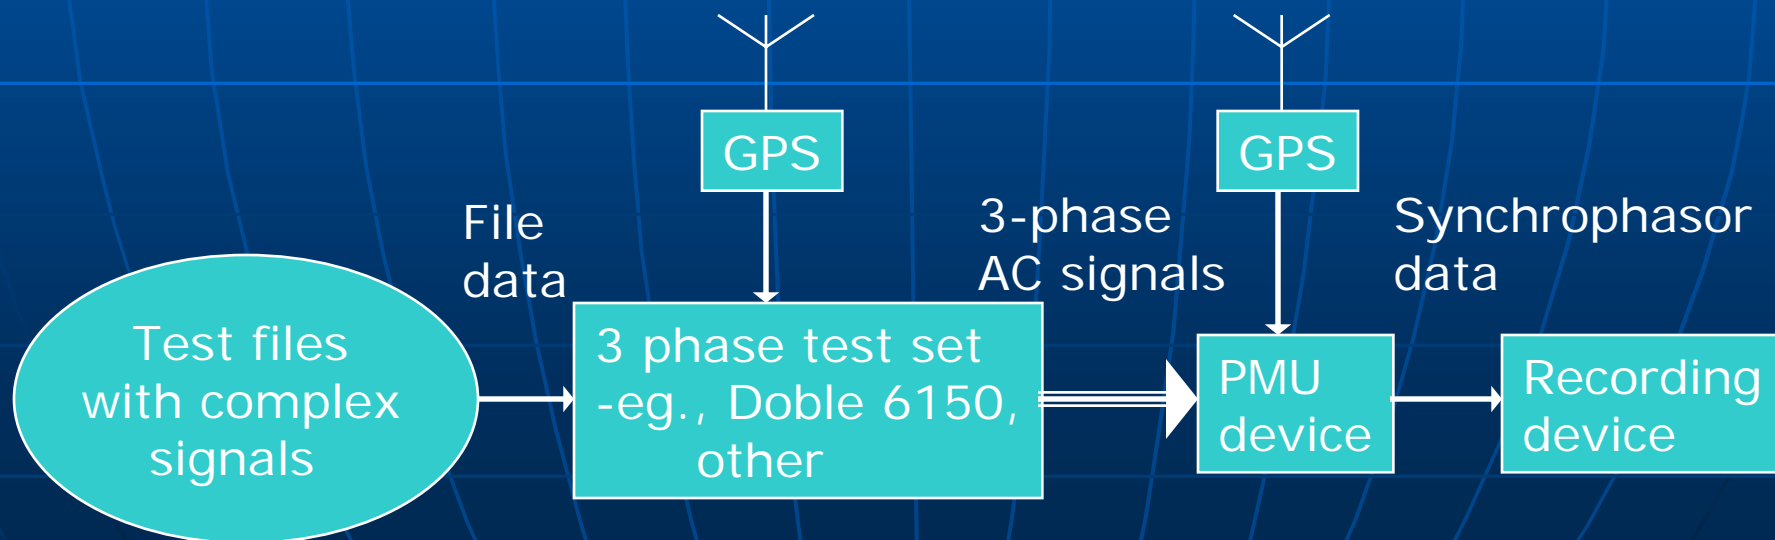 GPS
GPS
File
data
3-phase
AC signals
Synchrophasor
data
Test files
with complex
signals
3 phase test set
-eg., Doble 6150,
other
PMU
device
Recording
device